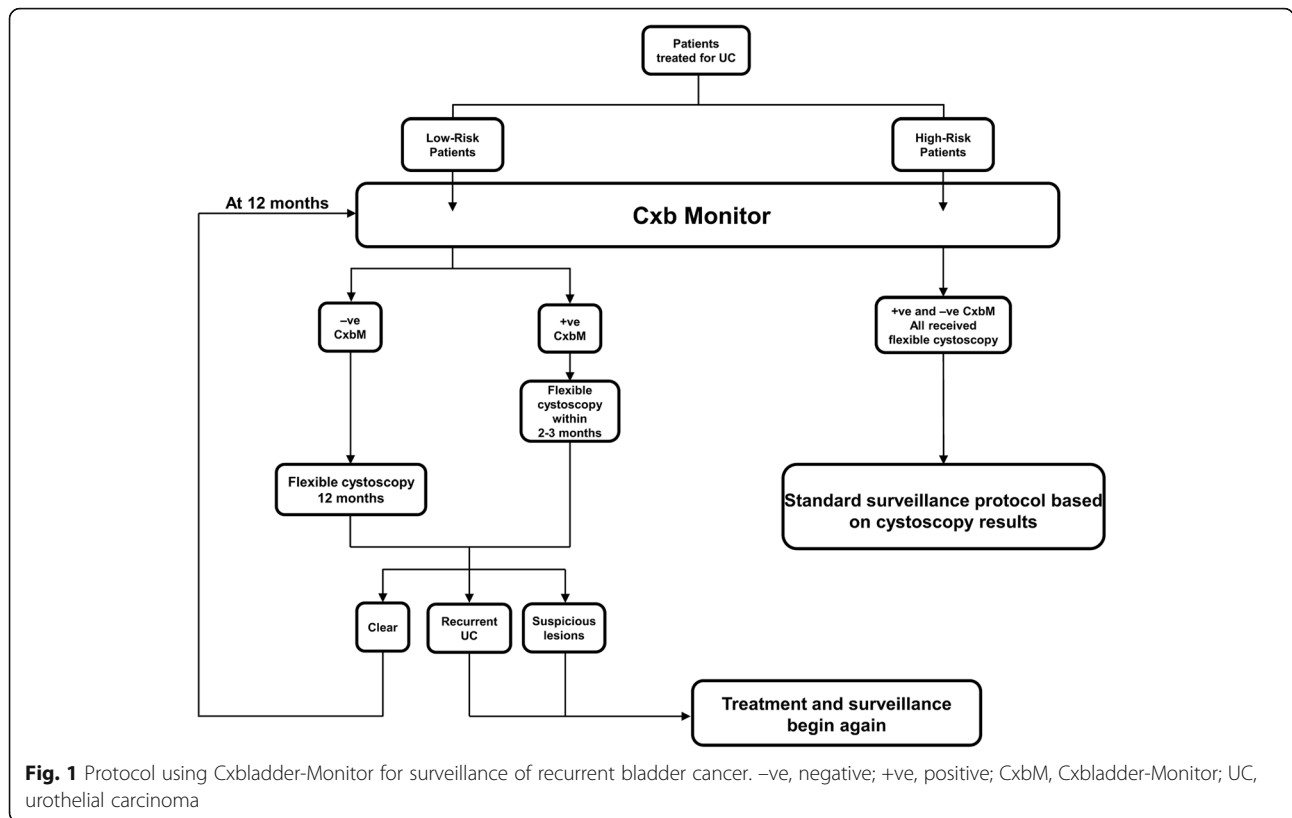 Patients
treated for UC
Low-Risk
Patients
High-Risk
Patients
At 12 months
Cxb Monitor
–ve
CxbM
+ve
CxbM
+ve and –ve CxbM
All received
flexible cystoscopy
Flexible
cystoscopy
within
2-3 months
Flexible cystoscopy
12 months
Standard surveillance protocol based
on cystoscopy results
Clear
Recurrent
UC
Suspicious
lesions
Treatment and surveillance
begin again
Fig. 1 Protocol using Cxbladder-Monitor for surveillance of recurrent bladder cancer. –ve, negative; +ve, positive; CxbM, Cxbladder-Monitor; UC,
urothelial carcinoma